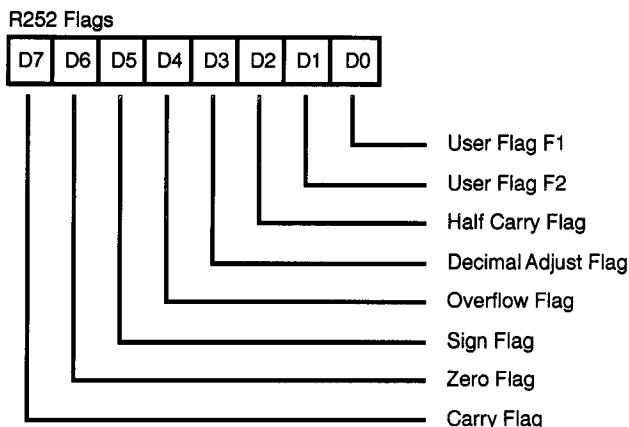 R252 Flags
D7 D6 D5 D4 D3 D2 D1 D0
User Flag F1
User Flag F2
Half Carry Flag
Decimal Adjust Flag
Overflow Flag
Sign Flag
Zero Flag
Carry Flag